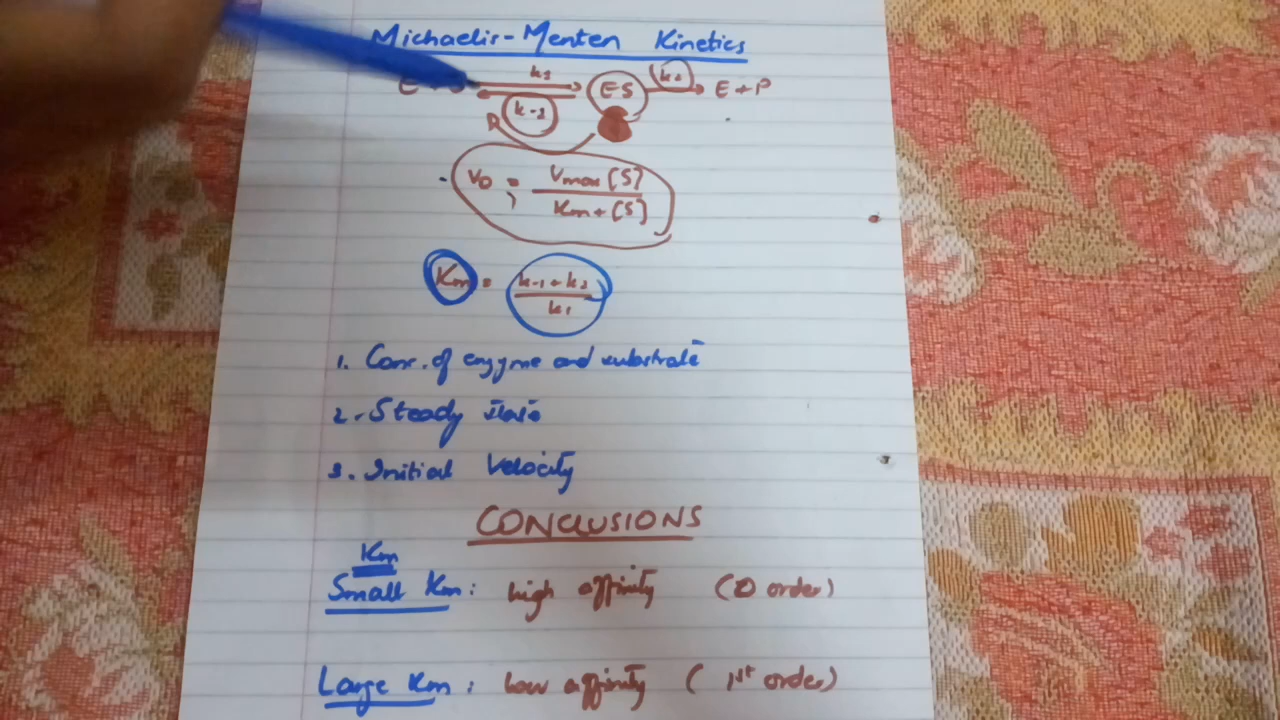 Michaelis-Menten Kinetics
k1
k2
E + S ES E + P
k-1
V0 = Vmax [S]
Km + [S]
Km = k-1 + k2
k1
1. Conc. of enzyme and substrate
2. Steady state
3. Initial Velocity
CONCLUSIONS
Km
Small Km: high affinity (0 order)
Large Km: low affinity (1st order)